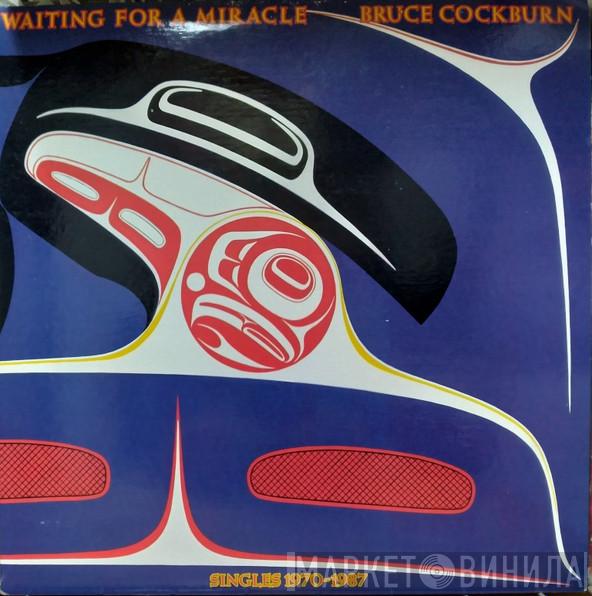 WAITING FOR A MIRACLE BRUCE COCKBURN
SINGLES 1970-1987
МАРКЕТ ВИНИЛА